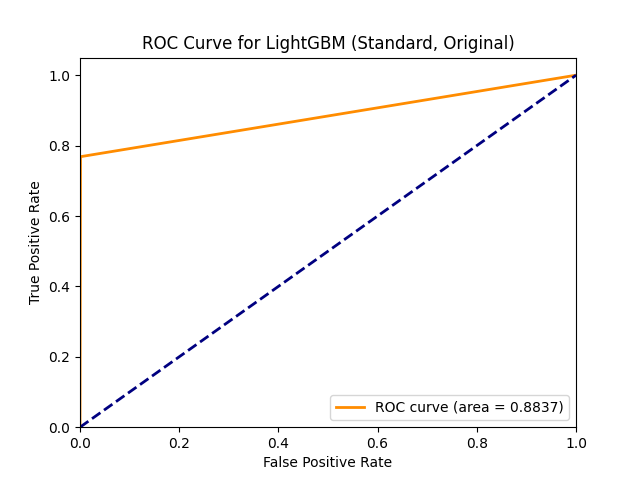 ROC Curve for LightGBM (Standard, Original)
True Positive Rate
1.0
0.8
0.6
0.4
0.2
0.0
ROC curve (area = 0.8837)
0.0 0.2 0.4 0.6 0.8 1.0
False Positive Rate